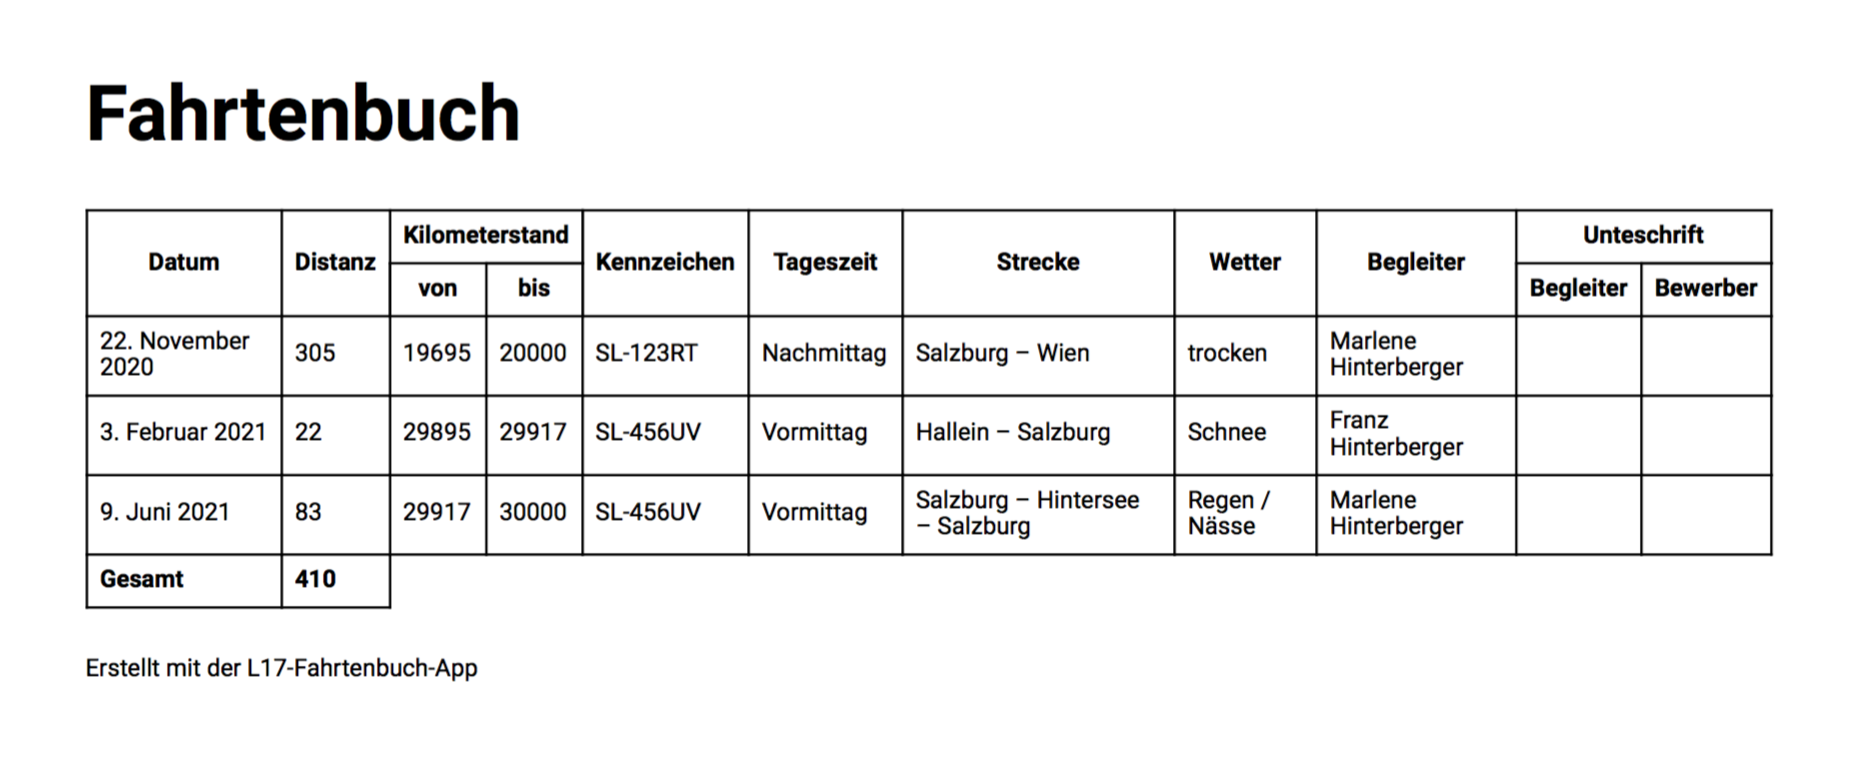 Fahrtenbuch
Datum Distanz Kilometerstand Kennzeichen Tageszeit Strecke Wetter Begleiter Unteschrift
von bis Begleiter Bewerber
22. November
2020 305 19695 20000 SL-123RT Nachmittag Salzburg – Wien trocken Marlene
Hinterberger
3. Februar 2021 22 29895 29917 SL-456UV Vormittag Hallein – Salzburg Schnee Franz
Hinterberger
9. Juni 2021 83 29917 30000 SL-456UV Vormittag Salzburg – Hintersee
– Salzburg Regen /
Nässe Marlene
Hinterberger
Gesamt 410
Erstellt mit der L17-Fahrtenbuch-App